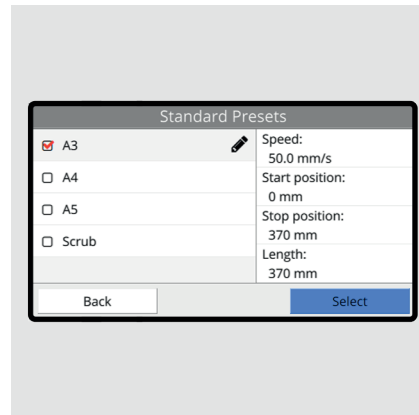 Standard Presets
A3
A4
A5
Scrub
Speed:
50.0 mm/s
Start position:
0 mm
Stop position:
370 mm
Length:
370 mm
Back
Select